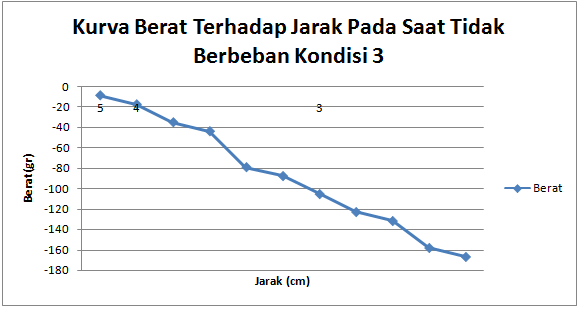 Kurva Berat Terhadap Jarak Pada Saat Tidak
Berbeban Kondisi 3
0
-20
-40
-60
-80
-100
-120
-140
-160
-180
5
4
3
Berat(gr)
Jarak (cm)
Berat